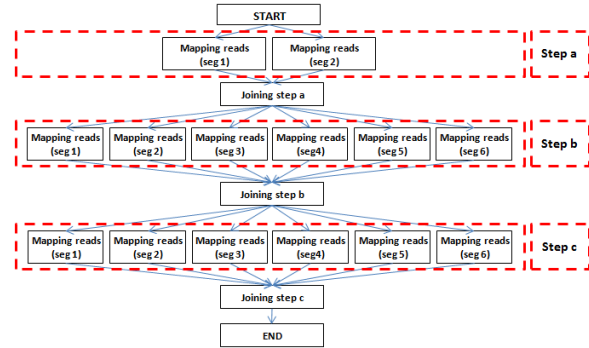 START
Mapping reads Mapping reads
(seg 1) (seg 2)
Step a
Joining step a
Mapping reads Mapping reads Mapping reads Mapping reads Mapping reads Mapping reads
(seg 1) (seg 2) (seg 3) (seg4) (seg 5) (seg 6)
Step b
Joining step b
Mapping reads Mapping reads Mapping reads Mapping reads Mapping reads Mapping reads
(seg 1) (seg 2) (seg 3) (seg4) (seg 5) (seg 6)
Step c
Joining step c
END